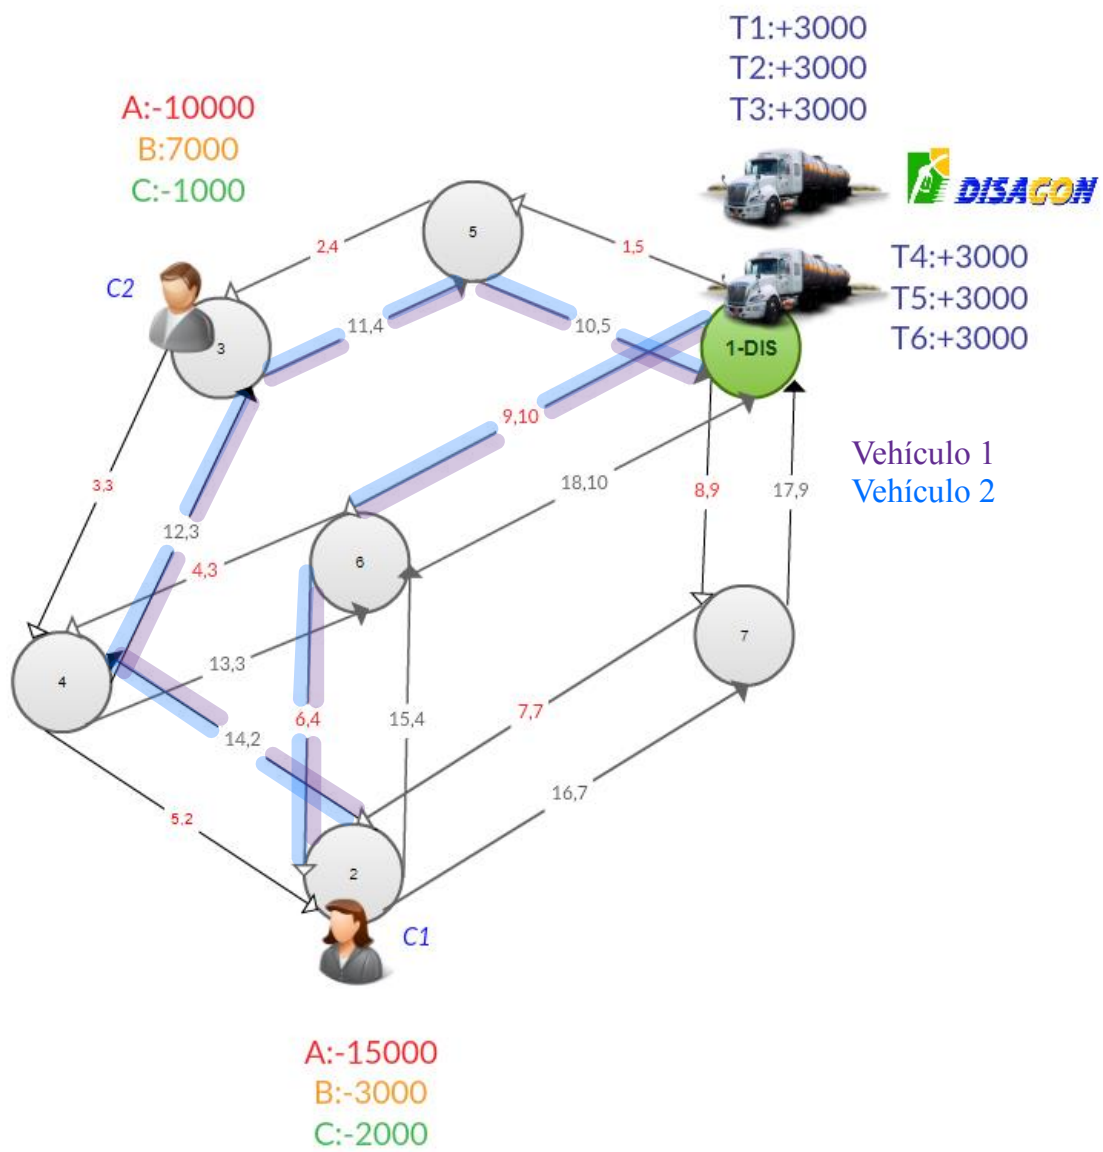 T1:+3000
T2:+3000
T3:+3000
A:-10000
B:7000
C:-1000
DISAGON
5
2,4
1,5
T4:+3000
T5:+3000
T6:+3000
C2
3
11,4
10,5
1-DIS
9,10
Vehículo 1
Vehículo 2
3,3
18,10
8,9
17,9
12,3
6
4,3
7
13,3
4
14,2
6,4
15,4
7,7
16,7
5,2
2
C1
A:-15000
B:-3000
C:-2000